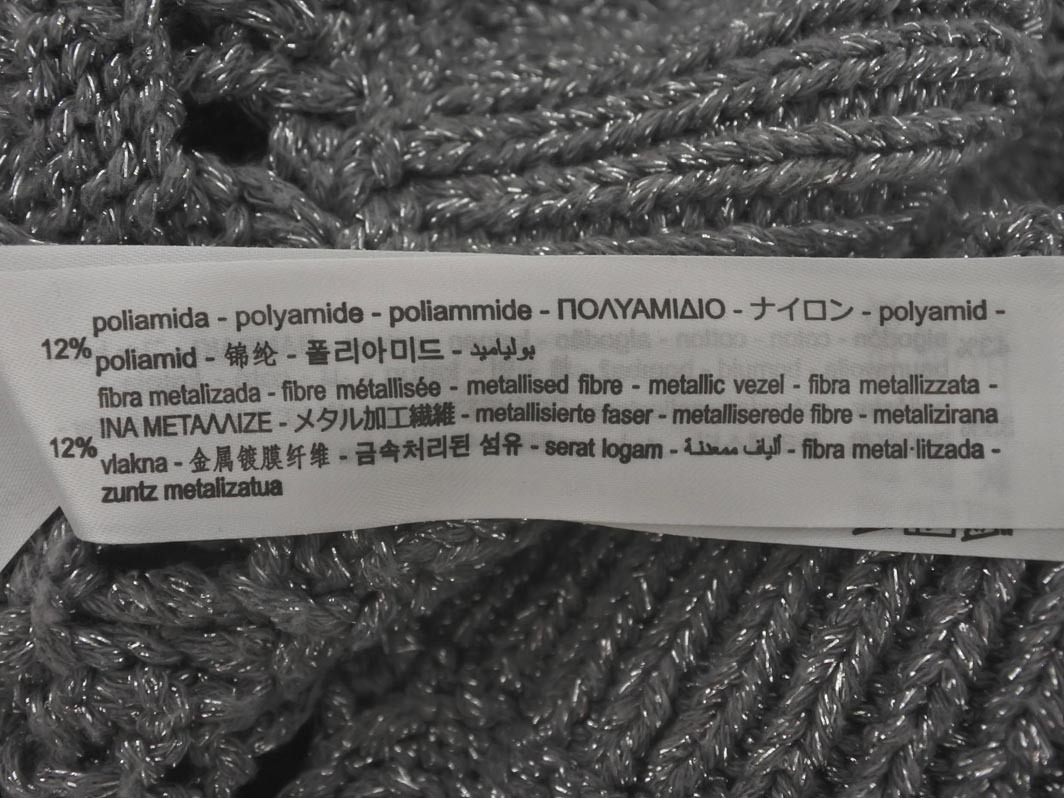 poliamida - polyamide - poliammide - ΠΟΛΥΑΜΙΔΙΟ - ナイロン - polyamid -
12% poliamid - 锦纶 - 폴리아미드 - بولياميد
fibra metalizada - fibre métallisée - metallised fibre - metallic vezel - fibra metallizzata -
ΙΝΑ ΜΕΤΑΛΛΙΖΕ - メタル加工繊維 - metallisierte faser - metalliserede fibre - metalizirana
12% vlakna - 金属镀膜纤维 - 금속처리된 섬유 - serat logam - ألياف ممعدنة - fibra metal·litzada -
zuntz metalizatua